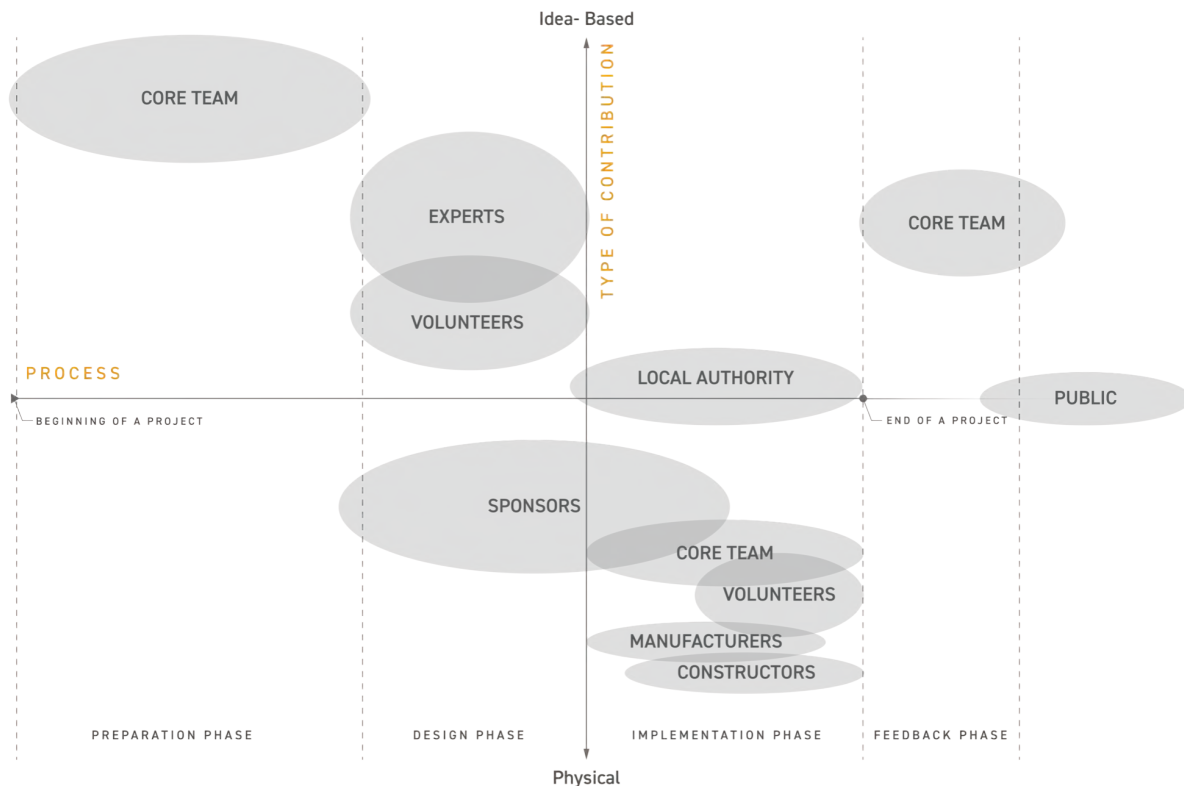 Idea- Based
TYPE OF CONTRIBUTION
CORE TEAM
EXPERTS
CORE TEAM
VOLUNTEERS
PROCESS
LOCAL AUTHORITY
PUBLIC
BEGINNING OF A PROJECT
END OF A PROJECT
SPONSORS
CORE TEAM
VOLUNTEERS
MANUFACTURERS
CONSTRUCTORS
PREPARATION PHASE
DESIGN PHASE
IMPLEMENTATION PHASE
FEEDBACK PHASE
Physical